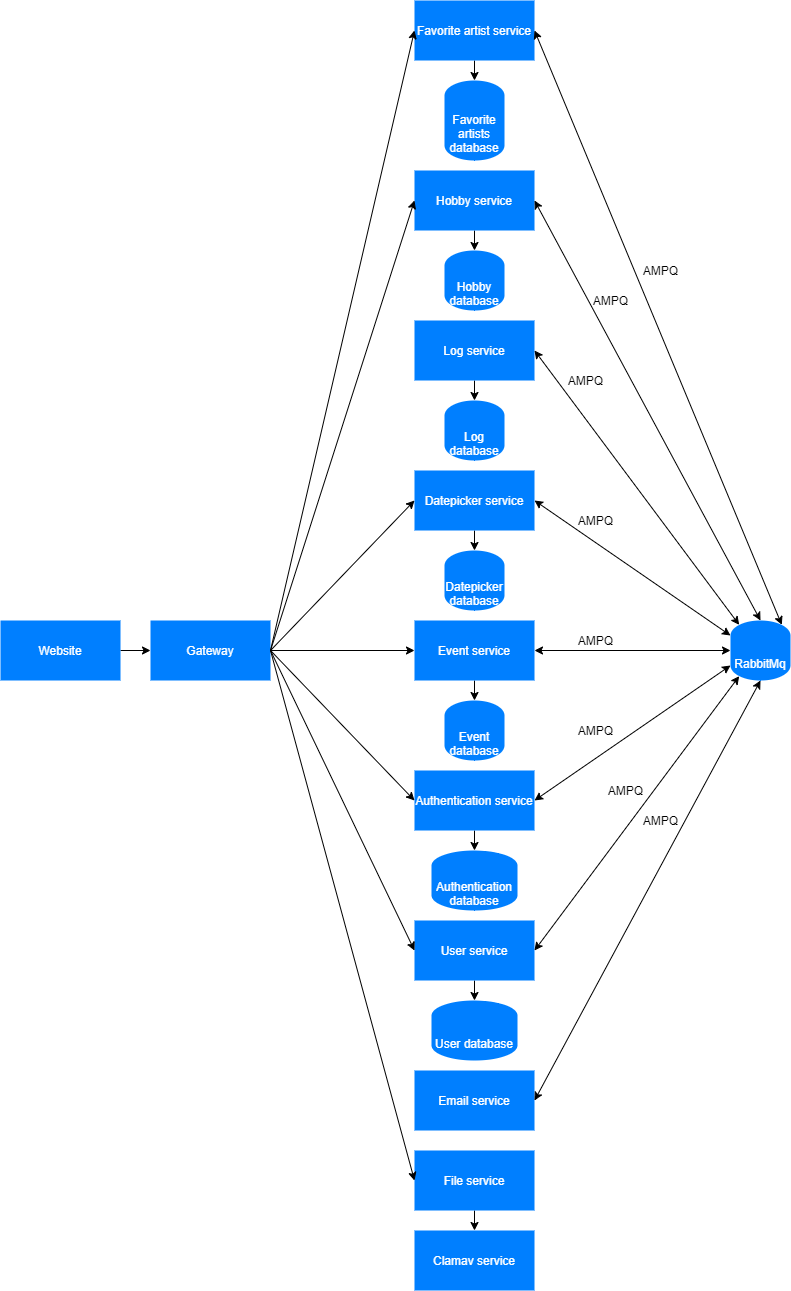 Favorite artist service
Favorite
artists
database
Hobby service
AMPQ
Hobby
database
AMPQ
Log service
AMPQ
Log
database
Datepicker service
AMPQ
Datepicker
database
Website
Gateway
Event service
AMPQ
RabbitMq
Event
database
AMPQ
Authentication service
AMPQ
AMPQ
Authentication
database
User service
User database
Email service
File service
Clamav service